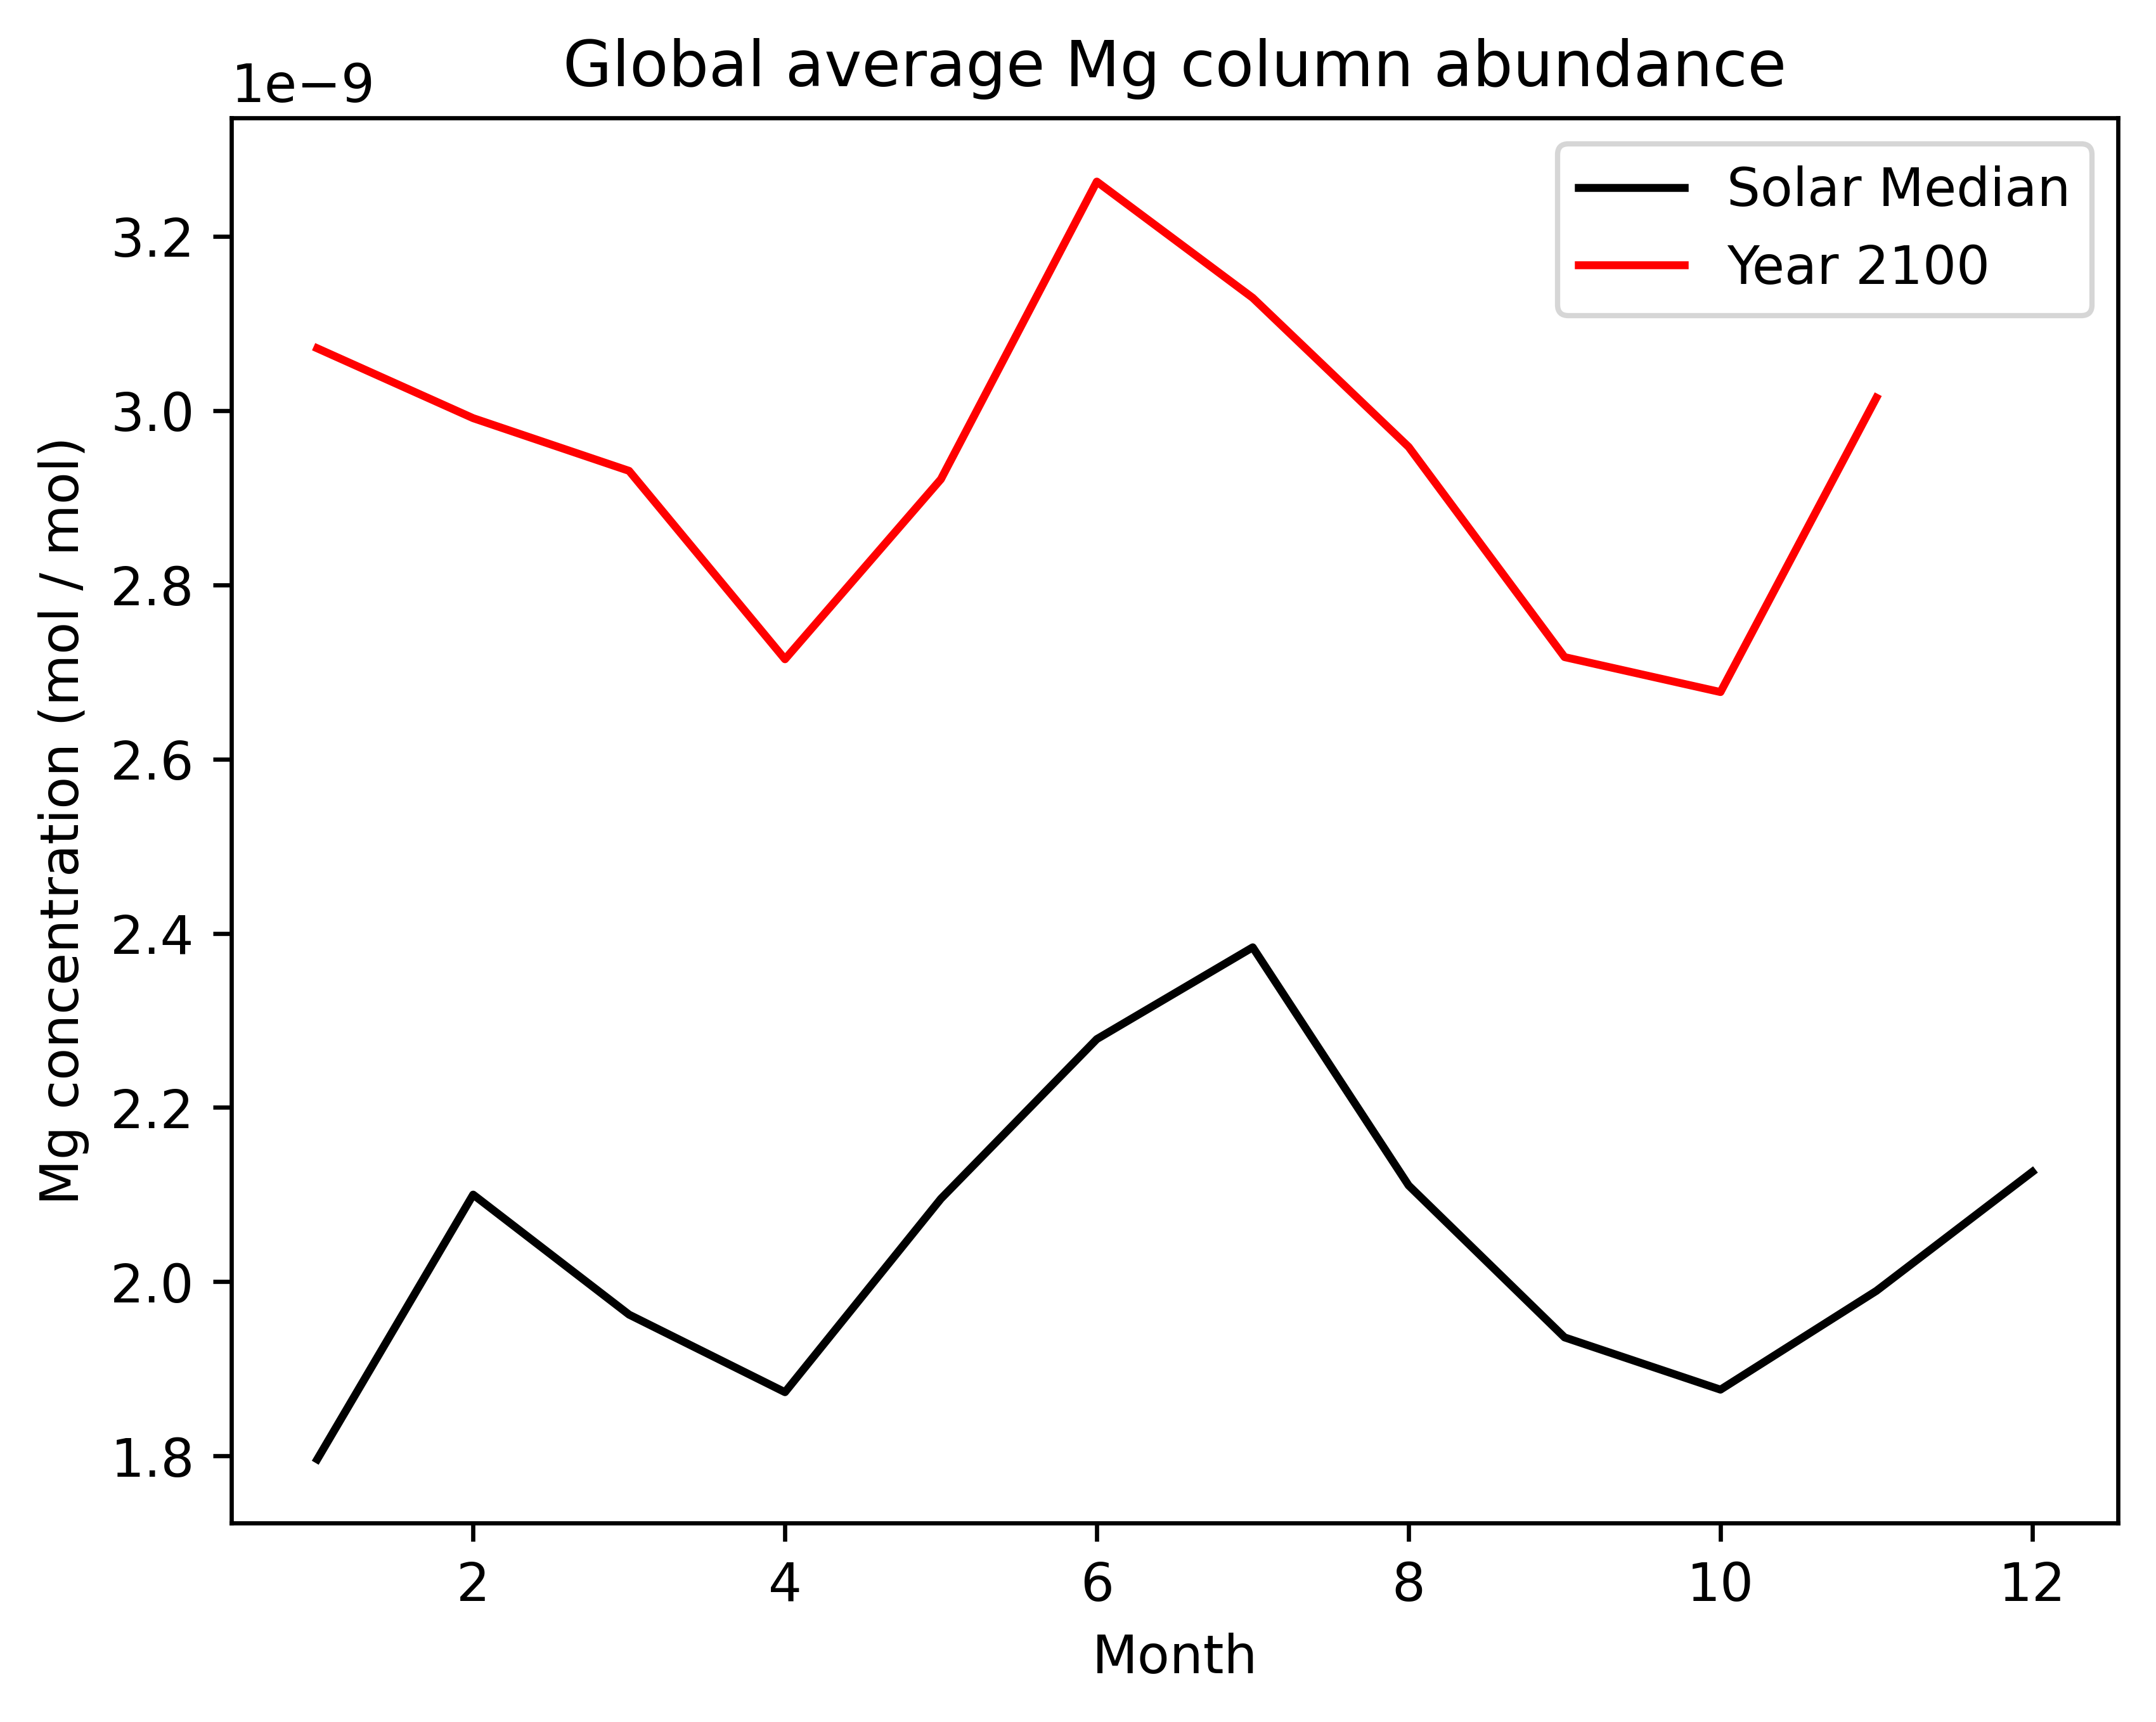 Global average Mg column abundance
1e−9
Solar Median
Year 2100
Mg concentration (mol / mol)
3.2
3.0
2.8
2.6
2.4
2.2
2.0
1.8
2 4 6 8 10 12
Month